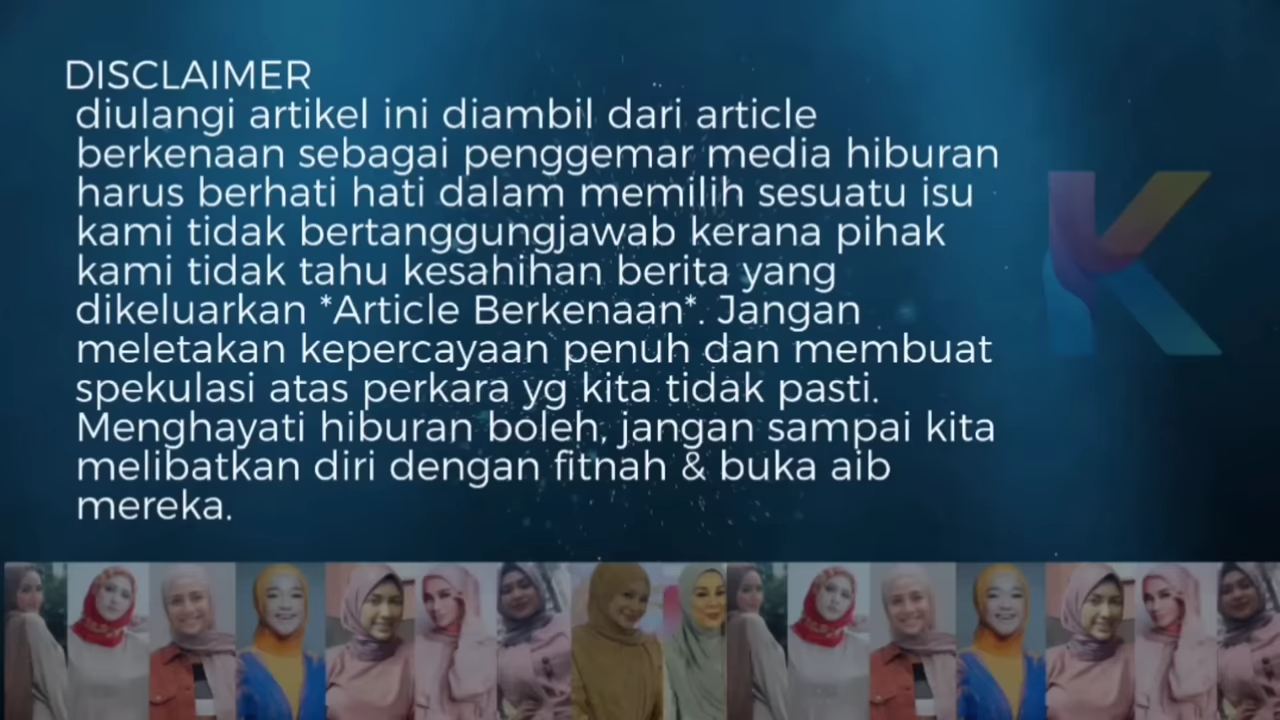 DISCLAIMER
diulangi artikel ini diambil dari article
berkenaan sebagai penggemar media hiburan
harus berhati hati dalam memilih sesuatu isu
kami tidak bertanggungjawab kerana pihak
kami tidak tahu kesahihan berita yang
dikeluarkan *Article Berkenaan*. Jangan
meletakan kepercayaan penuh dan membuat
spekulasi atas perkara yg kita tidak pasti.
Menghayati hiburan boleh, jangan sampai kita
melibatkan diri dengan fitnah & buka aib
mereka.
K